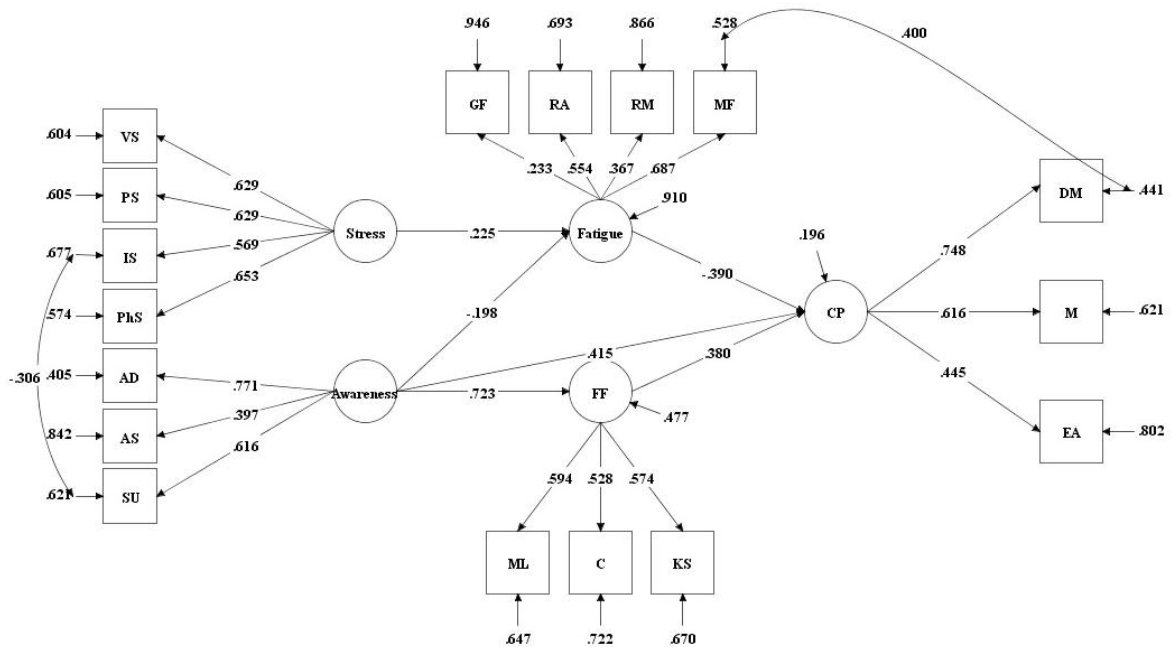 .946
.693
.866
.528
.400
GF
RA
RM
MF
.604
VS
.233
.554
.367
.687
.441
DM
.605
PS
.629
.629
.910
.677
IS
.569
Stress
.225
Fatigue
.196
.748
.653
-.390
.574
PhS
-.198
CP
.616
M
.621
.415
.380
-.306
.405
AD
.771
Awareness
.723
FF
.445
.397
.477
.842
AS
.616
EA
.802
.621
SU
.594
.528
.574
ML
C
KS
.647
.722
.670